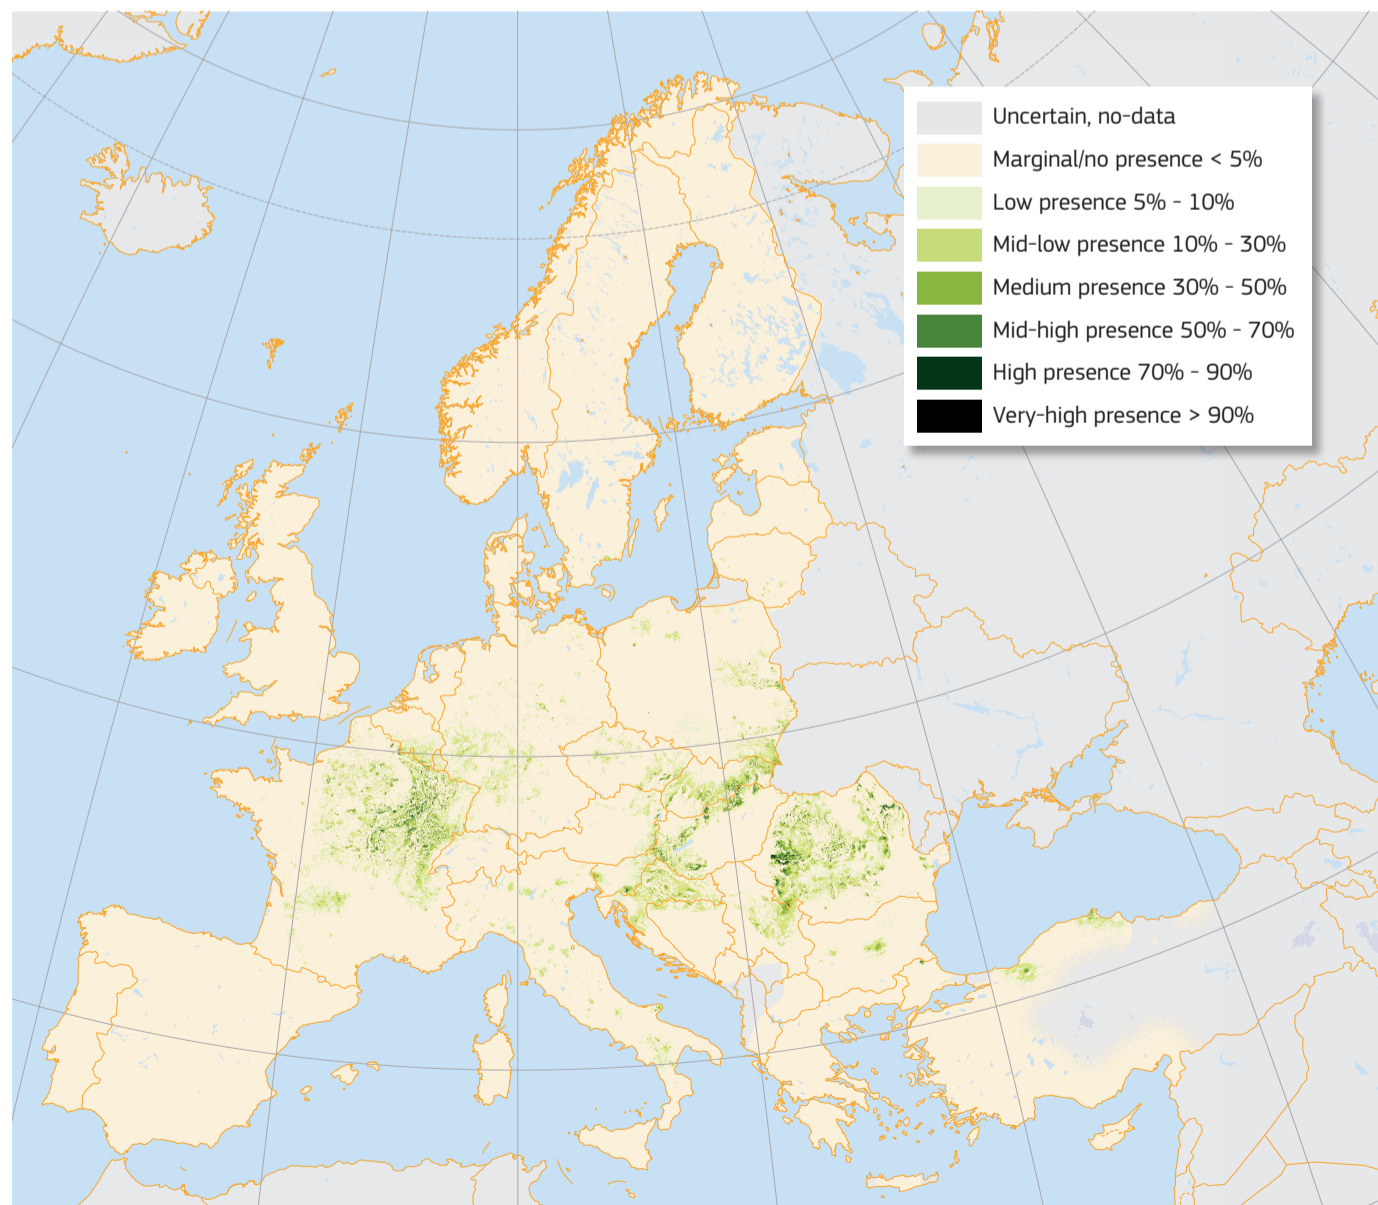 Uncertain, no-data
Marginal/no presence < 5%
Low presence 5% - 10%
Mid-low presence 10% - 30%
Medium presence 30% - 50%
Mid-high presence 50% - 70%
High presence 70% - 90%
Very-high presence > 90%